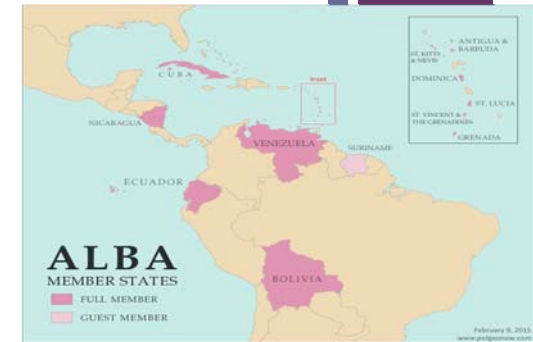 CUBA
Inset
ANTIGUA &
BARBUDA
ST. KITTS
& NEVIS
DOMINICA
ST. LUCIA
ST. VINCENT &
THE GRENADINES
GRENADA
NICARAGUA
VENEZUELA
SURINAME
ECUADOR
BOLIVIA
ALBA
MEMBER STATES
FULL MEMBER
GUEST MEMBER
February 9, 2015
www.polgeonow.com